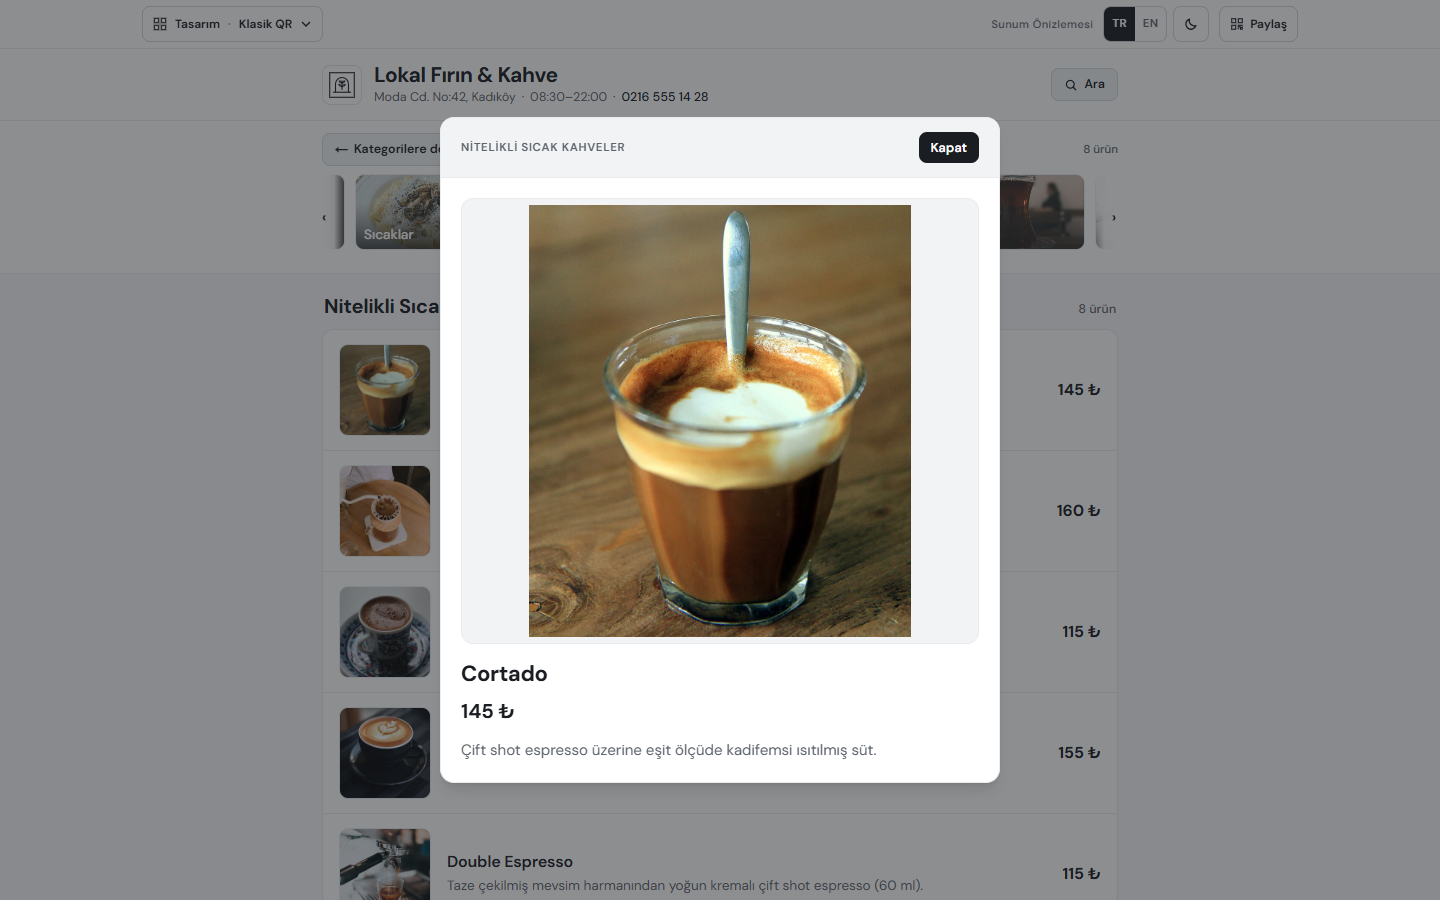 Tasarım · Klasik QR
Sunum Önizlemesi
TR
EN
Paylaş
Lokal Fırın & Kahve
Moda Cd. No:42, Kadıköy · 08:30–22:00 · 0216 555 14 28
Ara
← Kategorilere
8 ürün
NİTELİKLİ SICAK KAHVELER
Kapat
‹
Sıcaklar
›
Nitelikli
8 ürün
145 ₺
160 ₺
115 ₺
155 ₺
Cortado
145 ₺
Çift shot espresso üzerine eşit ölçüde kadifemsi ısıtılmış süt.
Double Espresso
Taze çekilmiş mevsim harmanından yoğun kremalı çift shot espresso (60 ml).
115 ₺